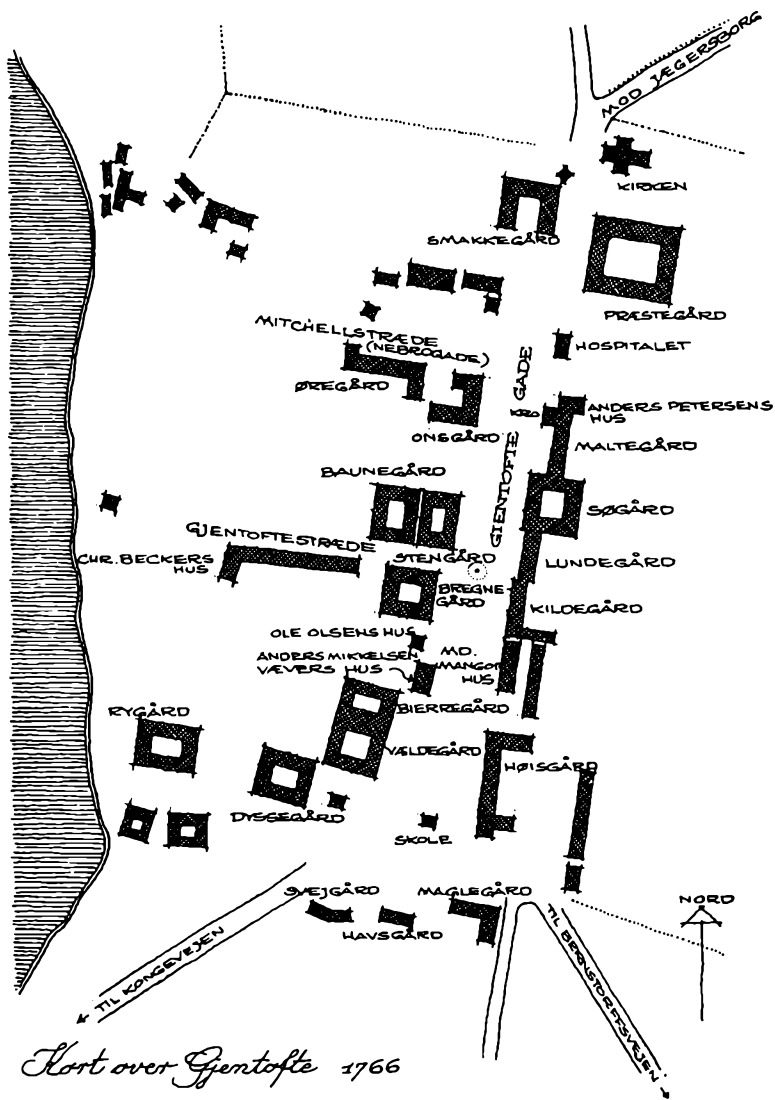 MOD JÆGERSBORG
KIRKEN
SMAKKEGÅRD
PRÆSTEGÅRD
MITCHELLSTRÆDE
(NEBROGADE)
HOSPITALET
ØREGÅRD
GJENTOFTE GADE
KRO
ANDERS PETERSENS
HUS
ONSGÅRD
MALTEGÅRD
BAUNEGÅRD
SØGÅRD
GJENTOFTESTRÆDE
CHR. BECKERS
HUS
STENGÅRD
LUNDEGÅRD
BREGNE-
GÅRD
KILDEGÅRD
OLE OLSENS HUS
ANDERS MIKKELSEN
VÆVERS HUS
MD.
MANGOR
HUS
RYGÅRD
BIERREGÅRD
VÆLDEGÅRD
HØISGÅRD
DYSSEGÅRD
SKOLE
SVEJGÅRD
MAGLEGÅRD
HAVSGÅRD
NORD
TIL KONGEVEJEN
TIL BERNSTORFFSVEJEN
Kort over Gjentofte 1766